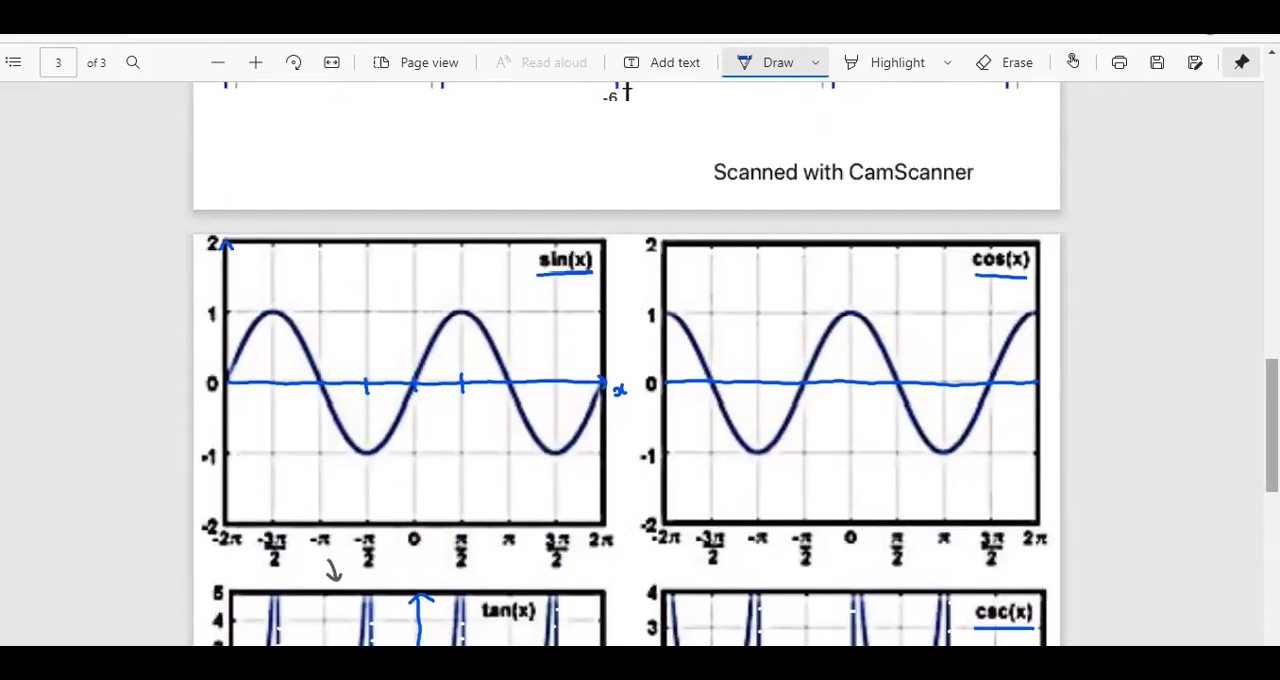 3 of 3 Page view Read aloud Add text Draw Highlight Erase
-6
Scanned with CamScanner
2 sin(x)
1
0 x
-1
-2
-2π -3π/2 -π -π/2 0 π/2 π 3π/2 2π
2 cos(x)
1
0
-1
-2
-2π -3π/2 -π -π/2 0 π/2 π 3π/2 2π
5 tan(x)
4
4 csc(x)
3